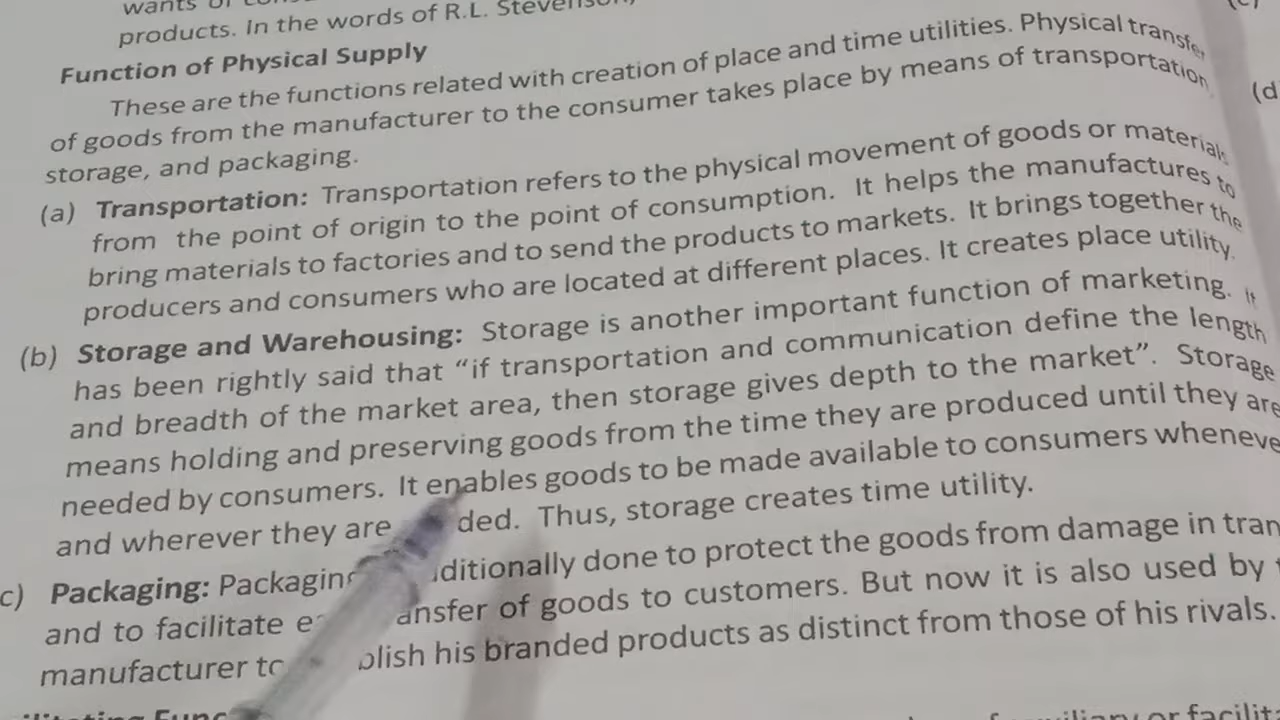 wants of
products. In the words of R.L. Stevenson,
Function of Physical Supply
These are the functions related with creation of place and time utilities. Physical transfer
of goods from the manufacturer to the consumer takes place by means of transportation,
storage, and packaging.
(a) Transportation: Transportation refers to the physical movement of goods or materials
from the point of origin to the point of consumption. It helps the manufactures to
bring materials to factories and to send the products to markets. It brings together the
producers and consumers who are located at different places. It creates place utility.
(b) Storage and Warehousing: Storage is another important function of marketing. It
has been rightly said that “if transportation and communication define the length
and breadth of the market area, then storage gives depth to the market”. Storage
means holding and preserving goods from the time they are produced until they are
needed by consumers. It enables goods to be made available to consumers wheneve
and wherever they are ded. Thus, storage creates time utility.
c) Packaging: Packaging ditionally done to protect the goods from damage in tran
and to facilitate ansfer of goods to customers. But now it is also used by
manufacturer to blish his branded products as distinct from those of his rivals.
(d